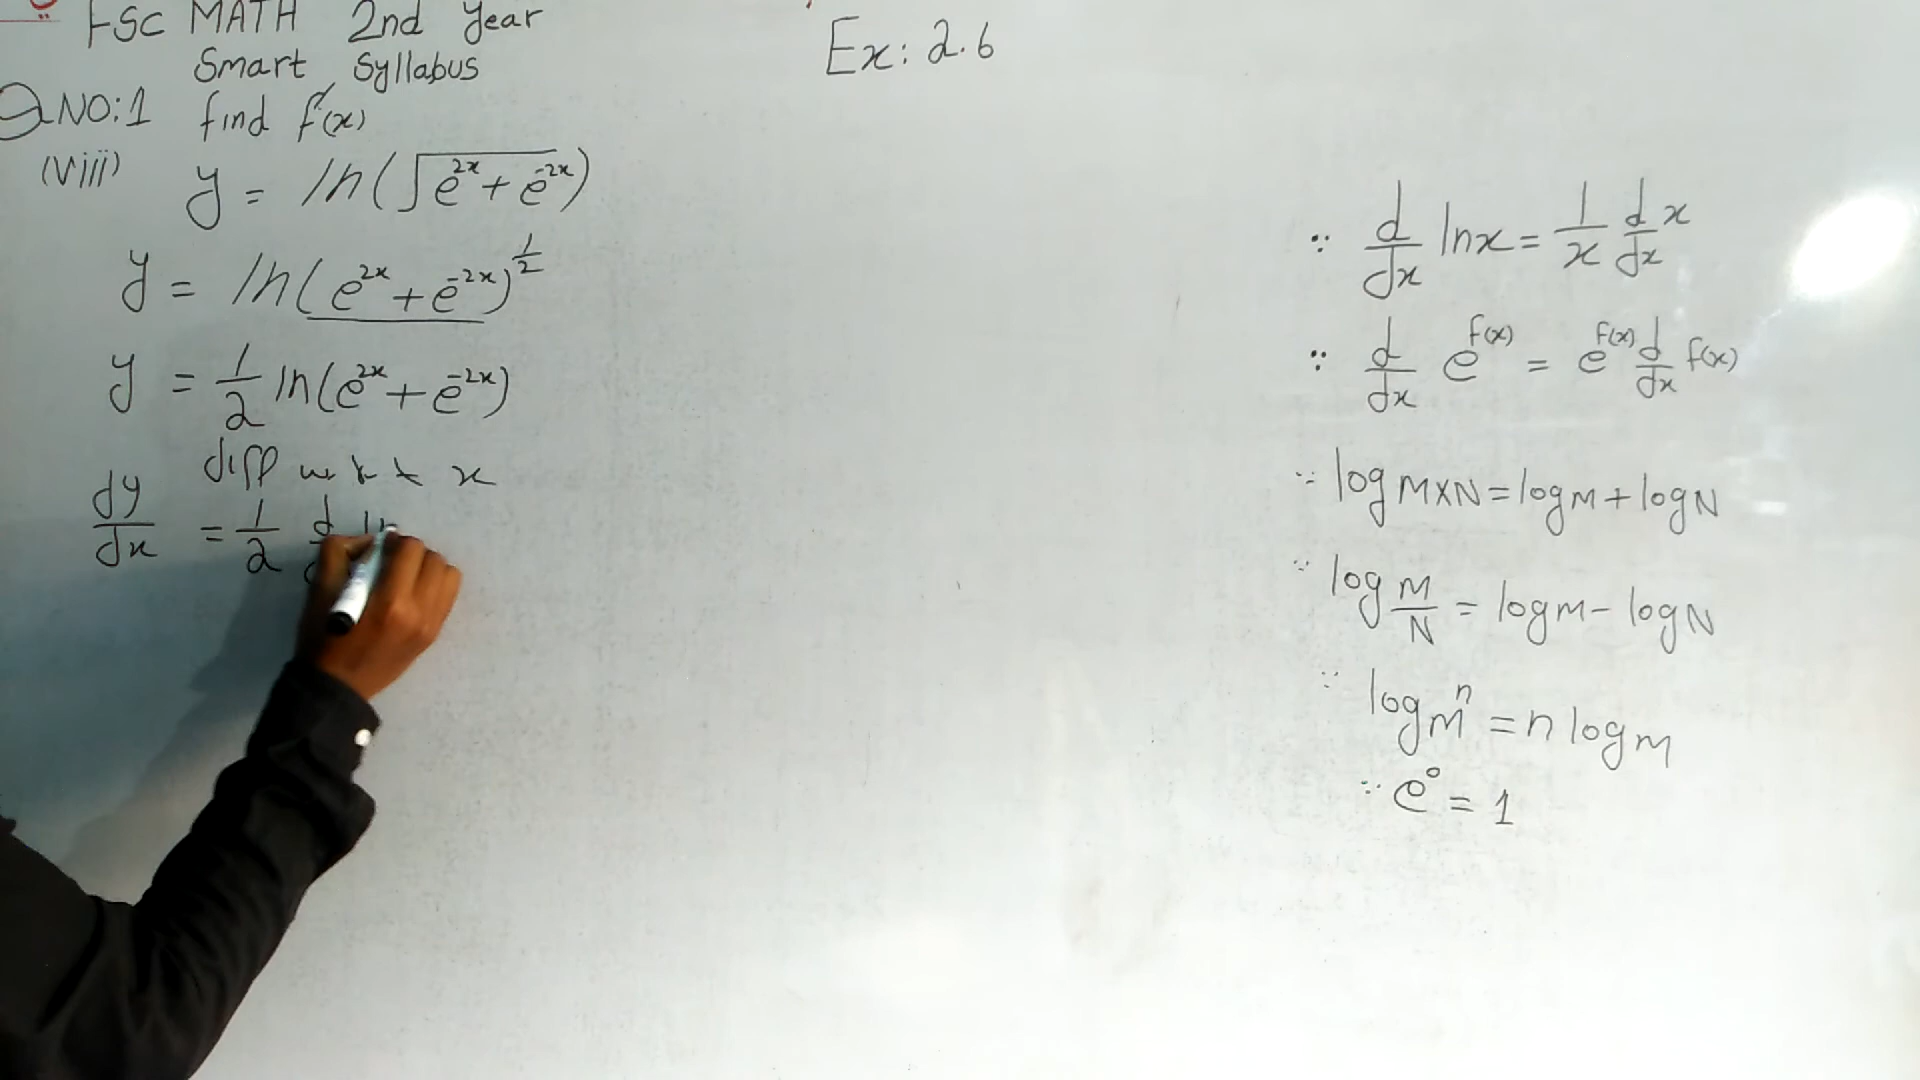 FSC MATH 2nd Year
Smart Syllabus
Ex: 2.6
Q NO:1 find f'(x)
(viii) y = ln(√(e^{2x} + e^{-2x}))
y = ln(e^{2x} + e^{-2x})^{1/2}
y = 1/2 ln(e^{2x} + e^{-2x})
diff w r t x
dy/dx = 1/2 d
∵ d/dx lnx = 1/x d/dx x
∵ d/dx e^{f(x)} = e^{f(x)} d/dx f(x)
∵ log M×N = log M + log N
∵ log M/N = log M - log N
∵ log M^n = n log M
∵ e^0 = 1